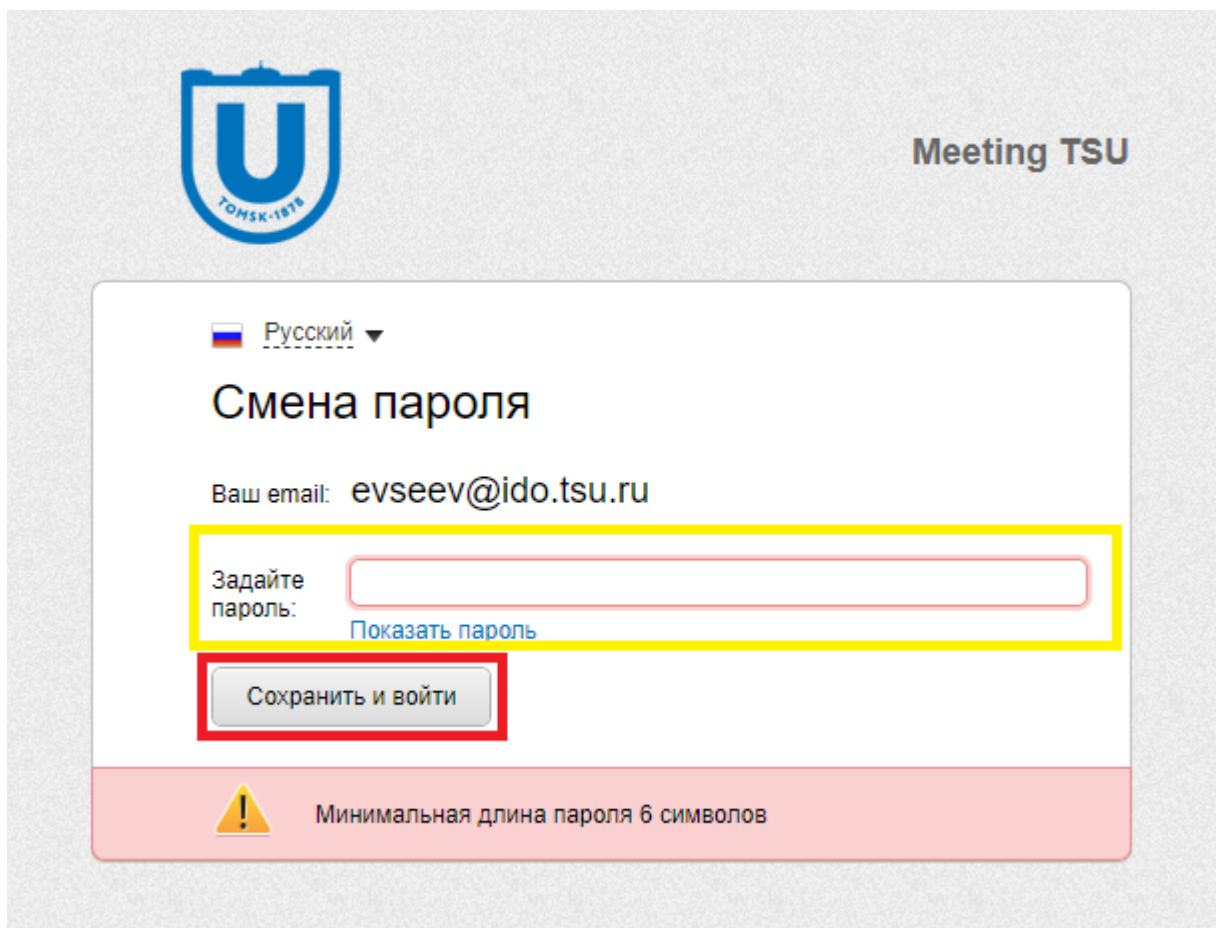 U
TOMSK-1878
Meeting TSU
Русский
Смена пароля
Ваш email: evseev@ido.tsu.ru
Задайте
пароль:
Показать пароль
Сохранить и войти
Минимальная длина пароля 6 символов